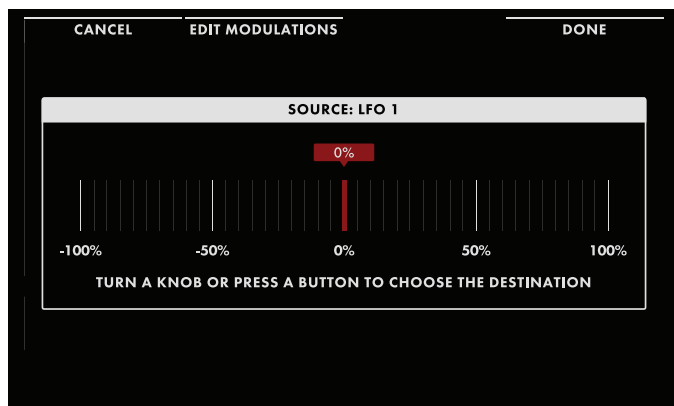 CANCEL EDIT MODULATIONS DONE
SOURCE: LFO 1
0%
-100% -50% 0% 50% 100%
TURN A KNOB OR PRESS A BUTTON TO CHOOSE THE DESTINATION